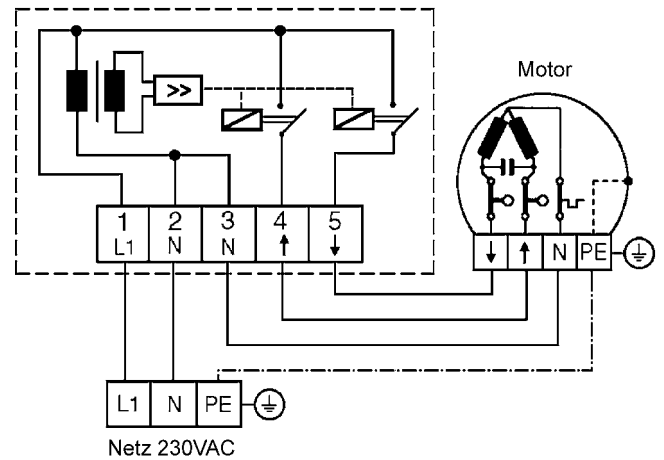 Motor
>>
1 2 3 4 5
L1 N N ↑ ↓
↓ ↑ N PE
L1 N PE
Netz 230VAC